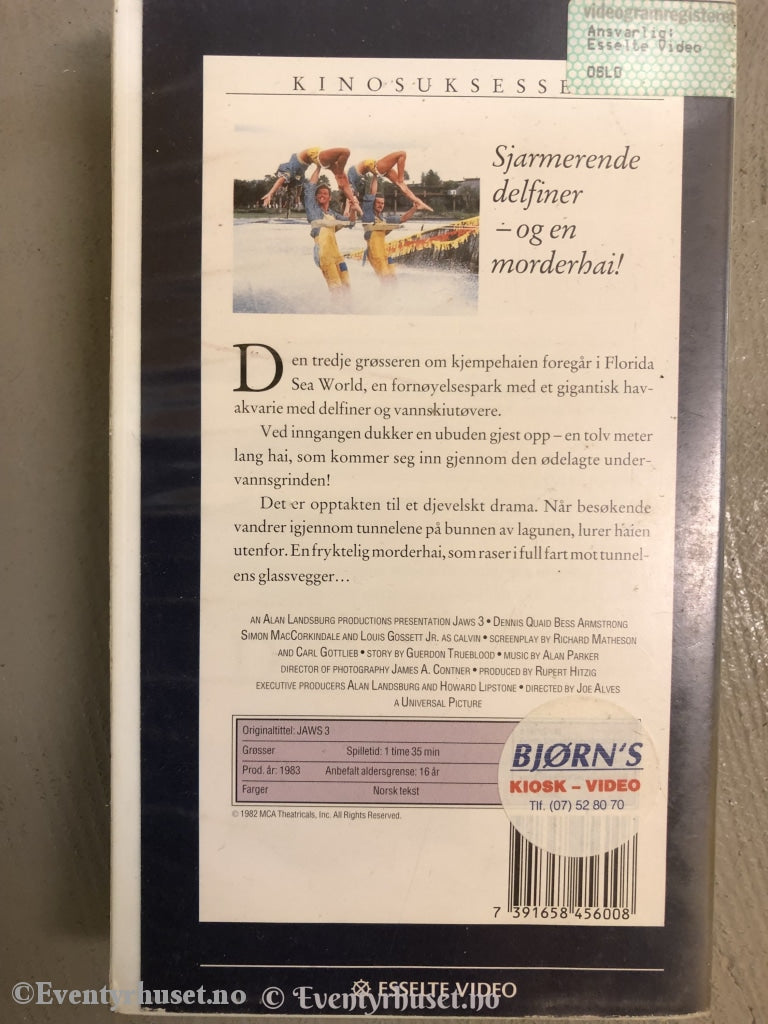 videogramregisteret
Ansvarlig:
Esselte Video
OSLO
KINOSUKSESSE
Sjarmerende
delfiner
– og en
morderhai!
Den tredje grøsseren om kjempehaien foregår i Florida
Sea World, en fornøyelsespark med et gigantisk hav-
akvarie med delfiner og vannskiutøvere.
Ved inngangen dukker en ubuden gjest opp – en tolv meter
lang hai, som kommer seg inn gjennom den ødelagte under-
vannsgrinden!
Det er opptakten til et djevelskt drama. Når besøkende
vandrer igjennom tunnelene på bunnen av lagunen, lurer haien
utenfor. En fryktelig morderhai, som raser i full fart mot tunnel-
ens glassvegger...
AN ALAN LANDSBURG PRODUCTIONS PRESENTATION JAWS 3 • DENNIS QUAID BESS ARMSTRONG
SIMON MACCORKINDALE AND LOUIS GOSSETT JR. AS CALVIN • SCREENPLAY BY RICHARD MATHESON
AND CARL GOTTLIEB • STORY BY GUERDON TRUEBLOOD • MUSIC BY ALAN PARKER
DIRECTOR OF PHOTOGRAPHY JAMES A. CONTNER • PRODUCED BY RUPERT HITZIG
EXECUTIVE PRODUCERS ALAN LANDSBURG AND HOWARD LIPSTONE • DIRECTED BY JOE ALVES
A UNIVERSAL PICTURE
Originaltittel: JAWS 3
Grøsser Spilletid: 1 time 35 min
Prod. år: 1983 Anbefalt aldersgrense: 16 år
Farger Norsk tekst
© 1982 MCA Theatricals, Inc. All Rights Reserved.
BJØRN'S
KIOSK – VIDEO
Tlf. (07) 52 80 70
7 391658 456008
ESSELTE VIDEO
©Eventyrhuset.no © Eventyrhuset.no